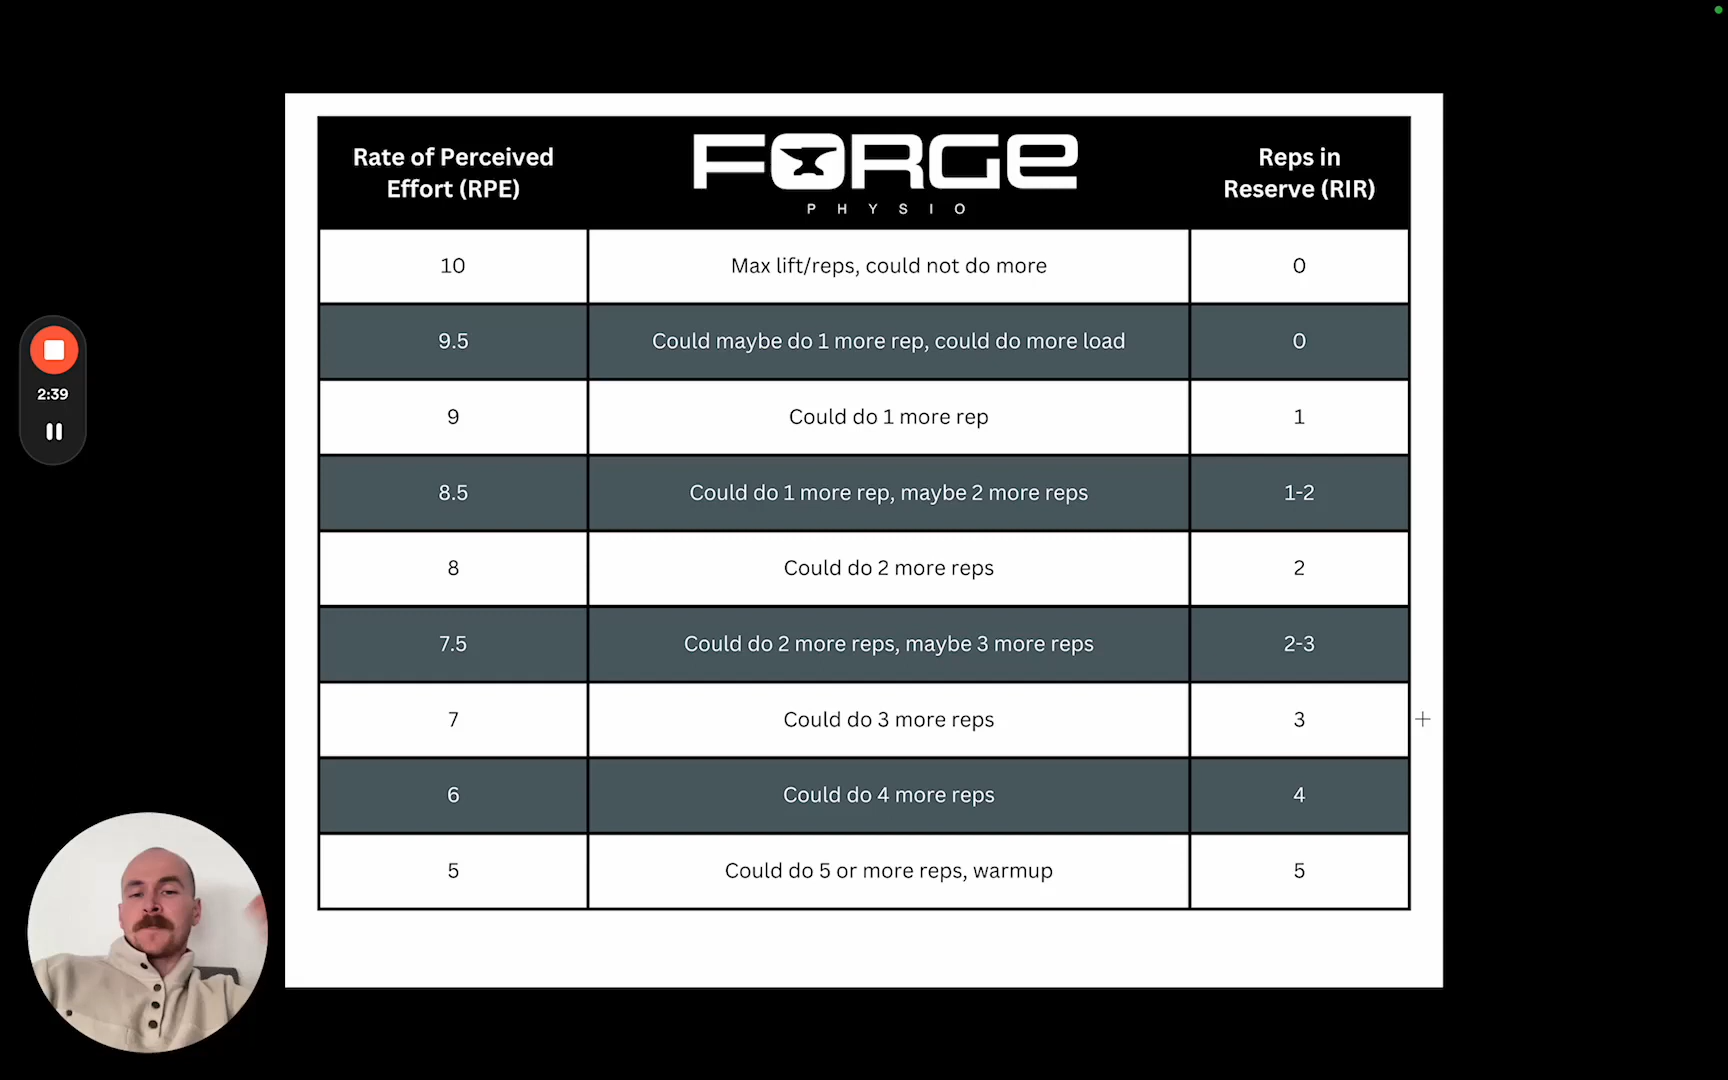 Rate of Perceived
Effort (RPE)
FORGE
PHYSIO
Reps in
Reserve (RIR)
10 Max lift/reps, could not do more 0
9.5 Could maybe do 1 more rep, could do more load 0
9 Could do 1 more rep 1
8.5 Could do 1 more rep, maybe 2 more reps 1-2
8 Could do 2 more reps 2
7.5 Could do 2 more reps, maybe 3 more reps 2-3
7 Could do 3 more reps 3
6 Could do 4 more reps 4
5 Could do 5 or more reps, warmup 5
2:39